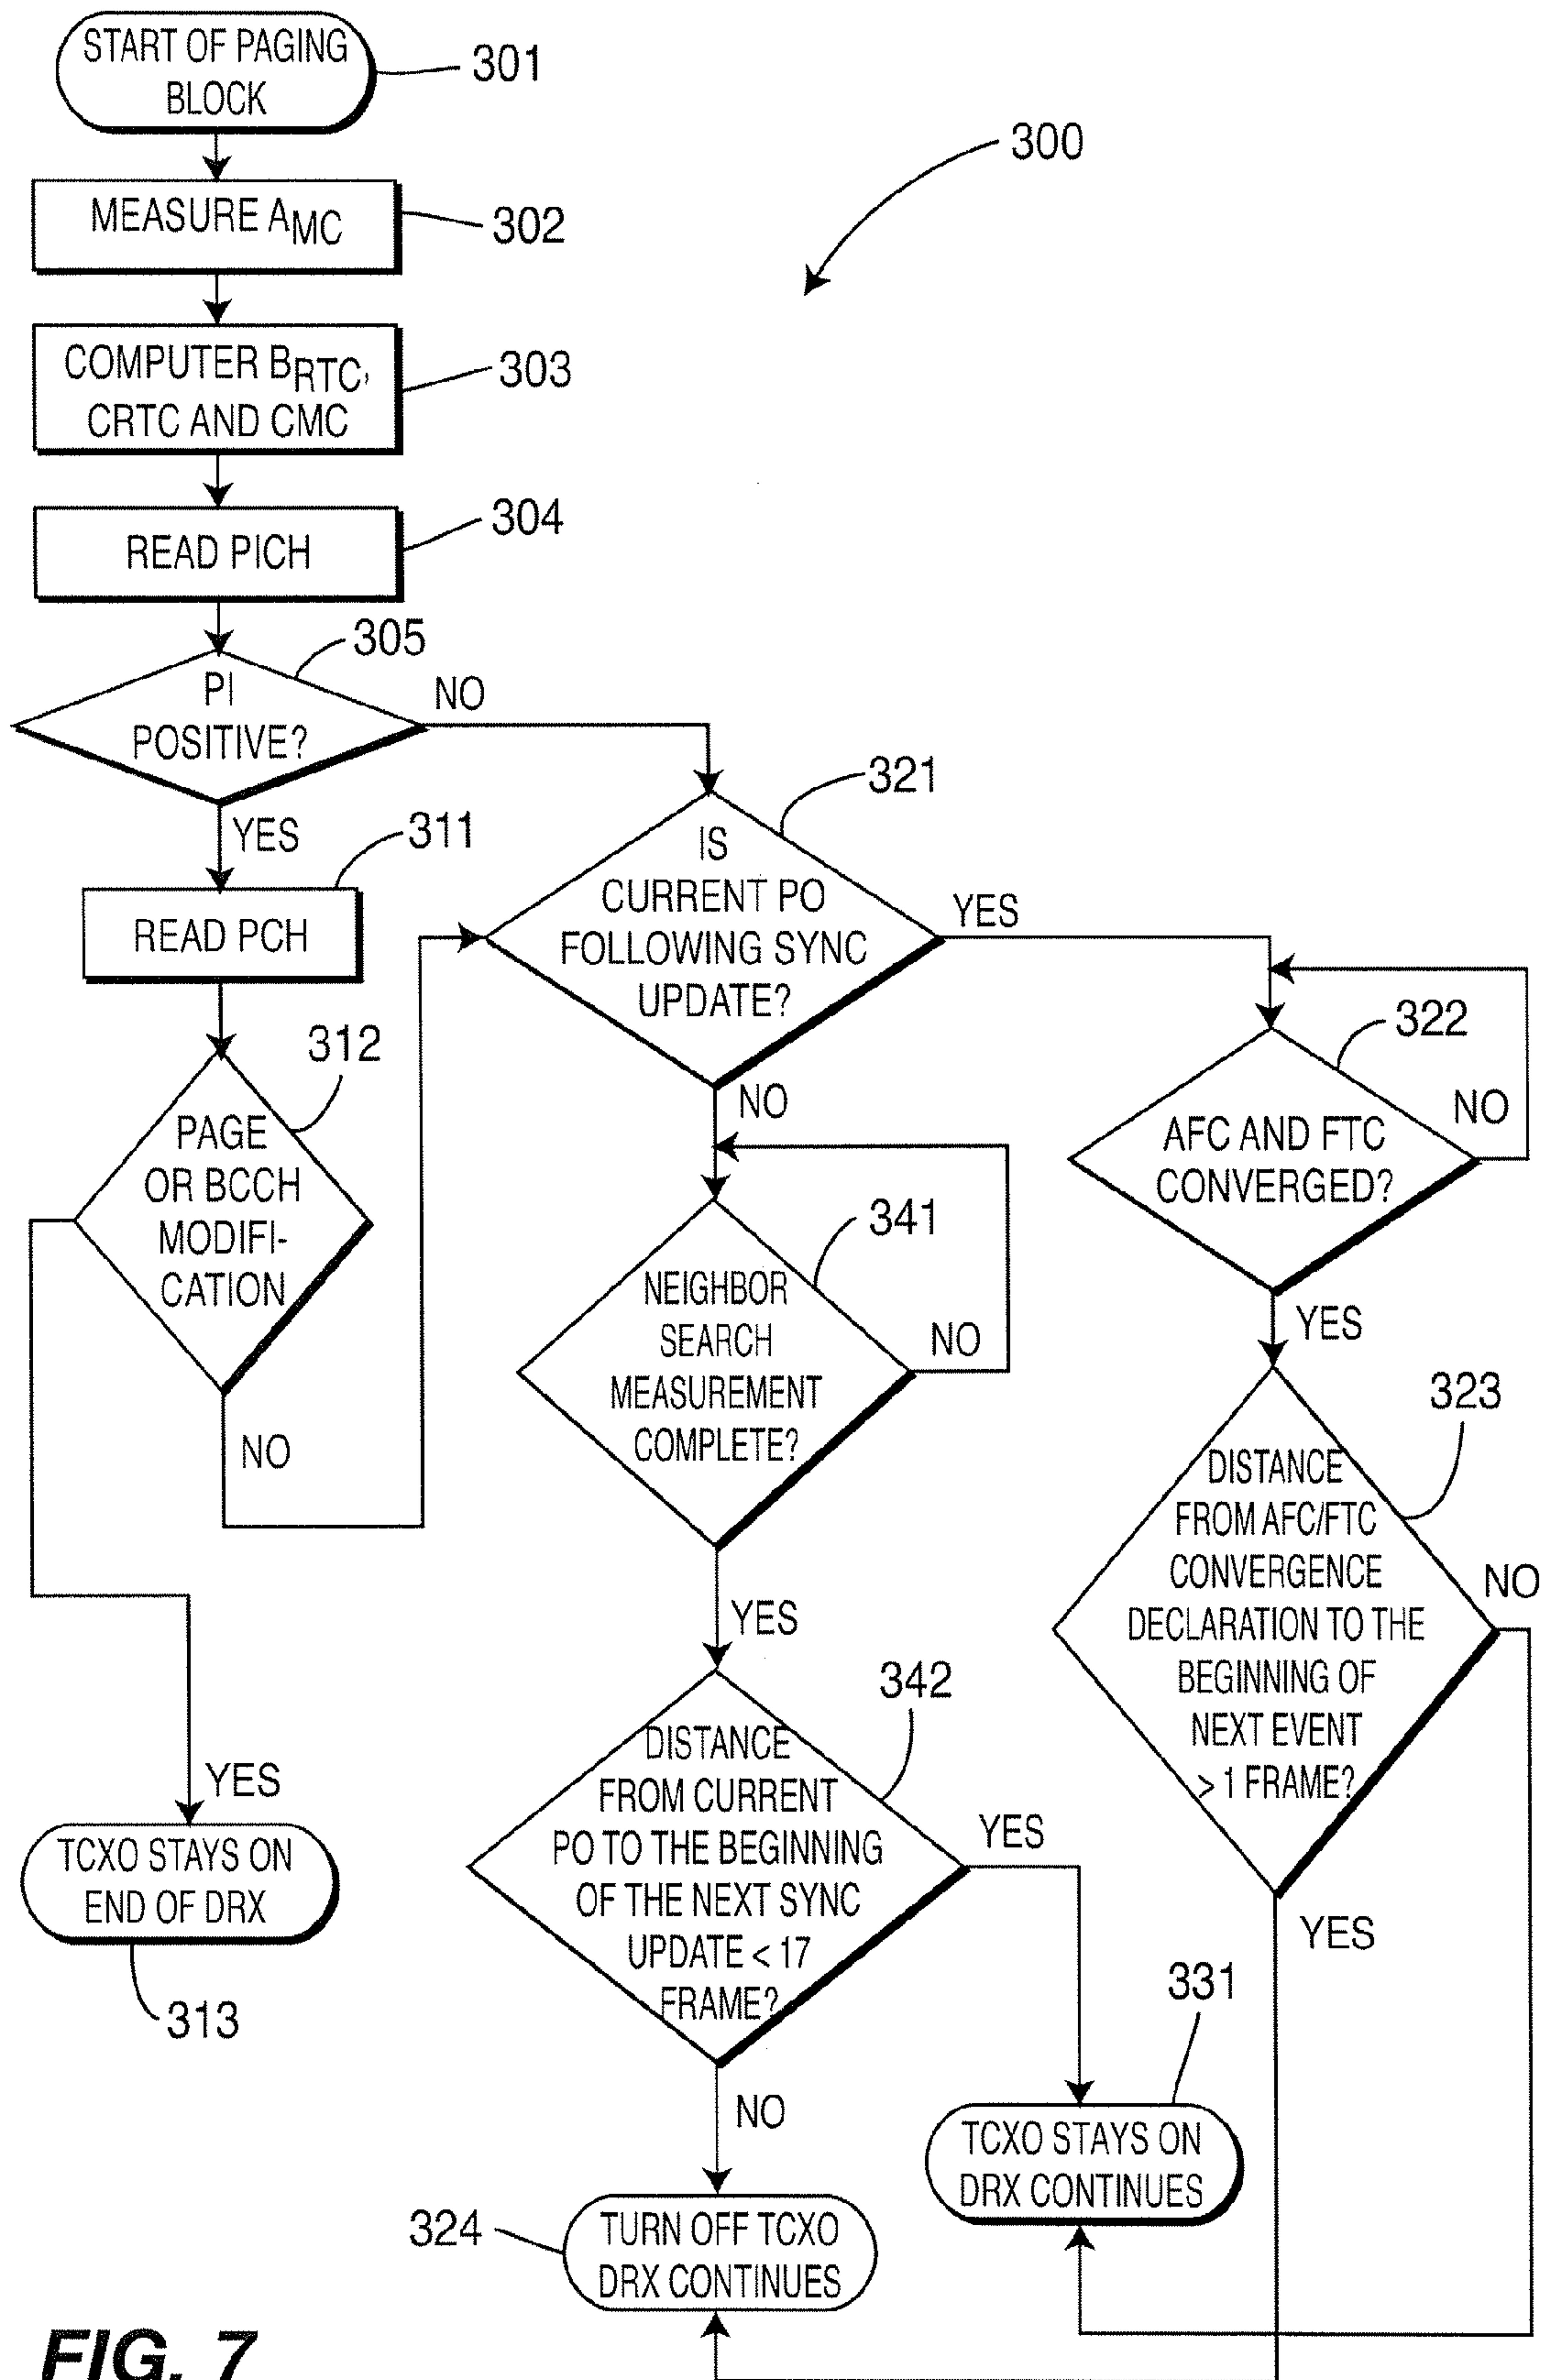 START OF PAGING
BLOCK
301
300
MEASURE AMC
302
COMPUTER BRTC,
CRTC AND CMC
303
READ PICH
304
305
PI
POSITIVE?
NO
YES
311
READ PCH
312
PAGE
OR BCCH
MODIFI-
CATION
NO
YES
TCXO STAYS ON
END OF DRX
313
321
IS
CURRENT PO
FOLLOWING SYNC
UPDATE?
YES
NO
322
AFC AND FTC
CONVERGED?
NO
YES
341
NEIGHBOR
SEARCH
MEASUREMENT
COMPLETE?
NO
YES
323
DISTANCE
FROM AFC/FTC
CONVERGENCE
DECLARATION TO THE
BEGINNING OF
NEXT EVENT
> 1 FRAME?
NO
YES
342
DISTANCE
FROM CURRENT
PO TO THE BEGINNING
OF THE NEXT SYNC
UPDATE < 17
FRAME?
YES
NO
331
TCXO STAYS ON
DRX CONTINUES
324
TURN OFF TCXO
DRX CONTINUES
FIG. 7